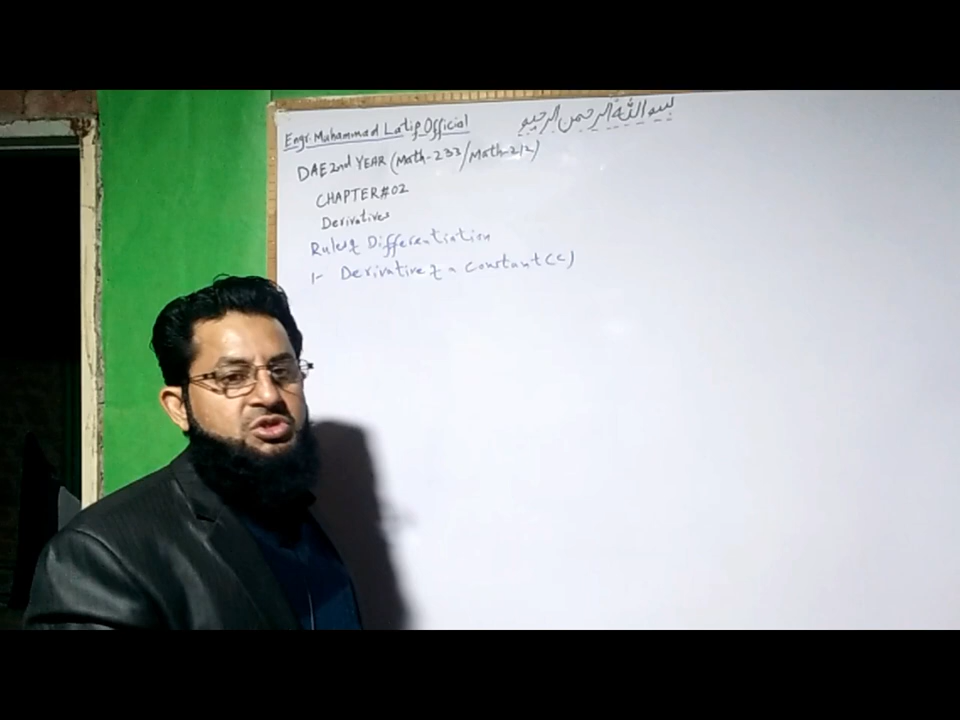 بسم اللہ الرحمن الرحیم
Engr. Muhammad Latif Official
DAE 2nd YEAR (Math-233/Math-212)
CHAPTER#02
Derivatives
Rule of Differentiation
1- Derivative of a Constant (c)